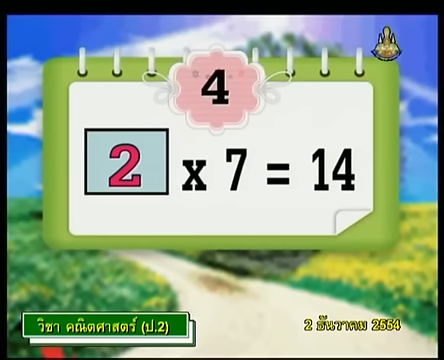 4
2 x 7 = 14
วิชา คณิตศาสตร์ (ป.2)
2 ธันวาคม 2554